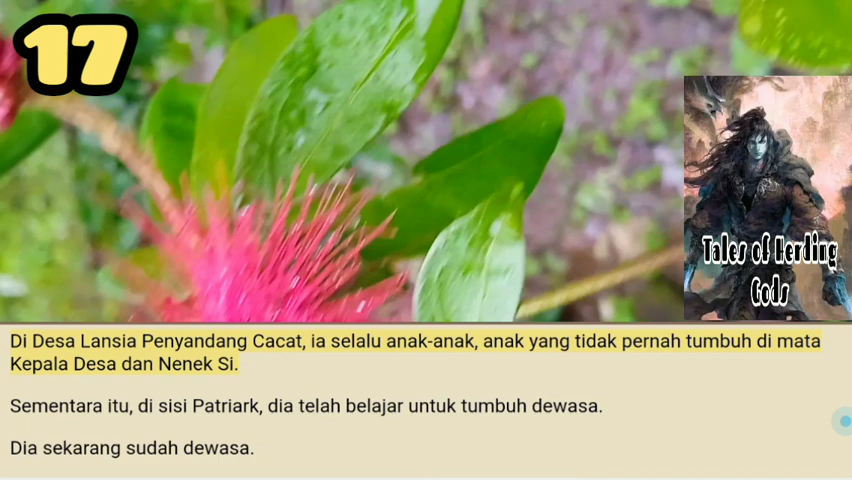 17
Tales of Herding
Gods
Di Desa Lansia Penyandang Cacat, ia selalu anak-anak, anak yang tidak pernah tumbuh di mata
Kepala Desa dan Nenek Si.
Sementara itu, di sisi Patriark, dia telah belajar untuk tumbuh dewasa.
Dia sekarang sudah dewasa.